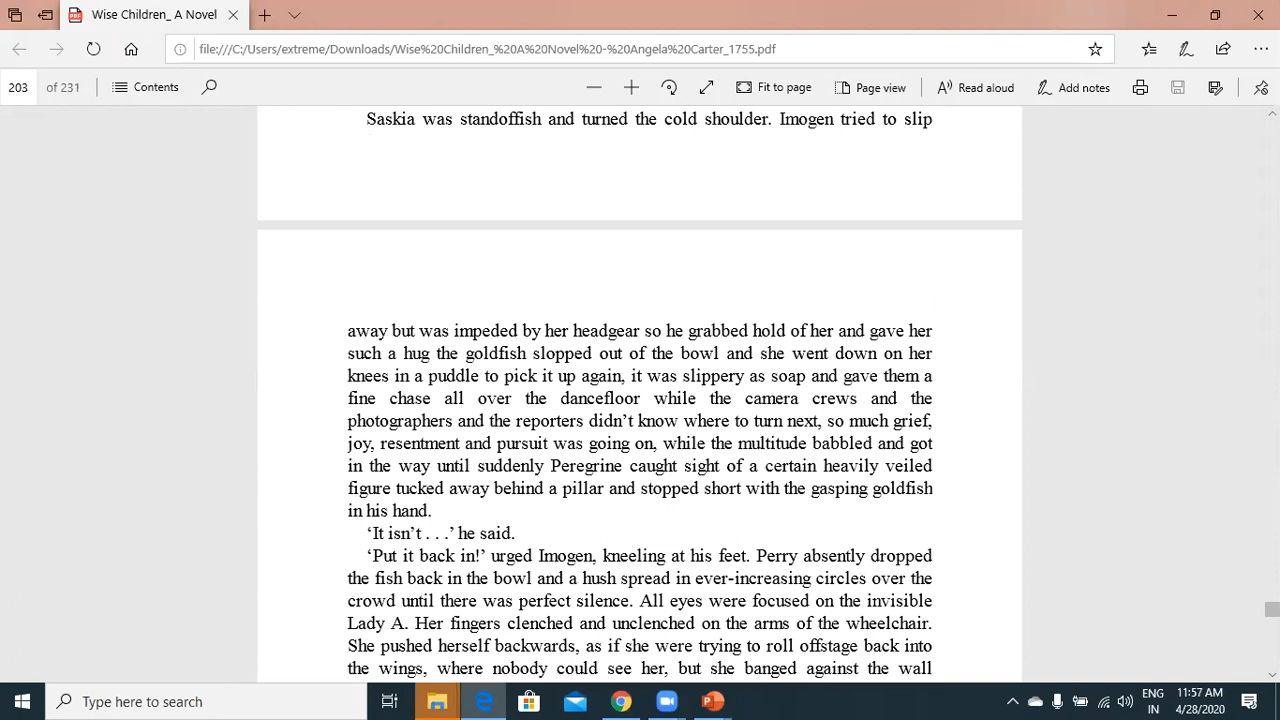 Wise Children_ A Novel
file:///C:/Users/extreme/Downloads/Wise%20Children_%20A%20Novel%20-%20Angela%20Carter_1755.pdf
203 of 231 Contents Fit to page Page view Read aloud Add notes
Saskia was standoffish and turned the cold shoulder. Imogen tried to slip
away but was impeded by her headgear so he grabbed hold of her and gave her
such a hug the goldfish slopped out of the bowl and she went down on her
knees in a puddle to pick it up again, it was slippery as soap and gave them a
fine chase all over the dancefloor while the camera crews and the
photographers and the reporters didn’t know where to turn next, so much grief,
joy, resentment and pursuit was going on, while the multitude babbled and got
in the way until suddenly Peregrine caught sight of a certain heavily veiled
figure tucked away behind a pillar and stopped short with the gasping goldfish
in his hand.
‘It isn’t . . .’ he said.
‘Put it back in!’ urged Imogen, kneeling at his feet. Perry absently dropped
the fish back in the bowl and a hush spread in ever-increasing circles over the
crowd until there was perfect silence. All eyes were focused on the invisible
Lady A. Her fingers clenched and unclenched on the arms of the wheelchair.
She pushed herself backwards, as if she were trying to roll offstage back into
the wings, where nobody could see her, but she banged against the wall
Type here to search
ENG 11:57 AM
IN 4/28/2020